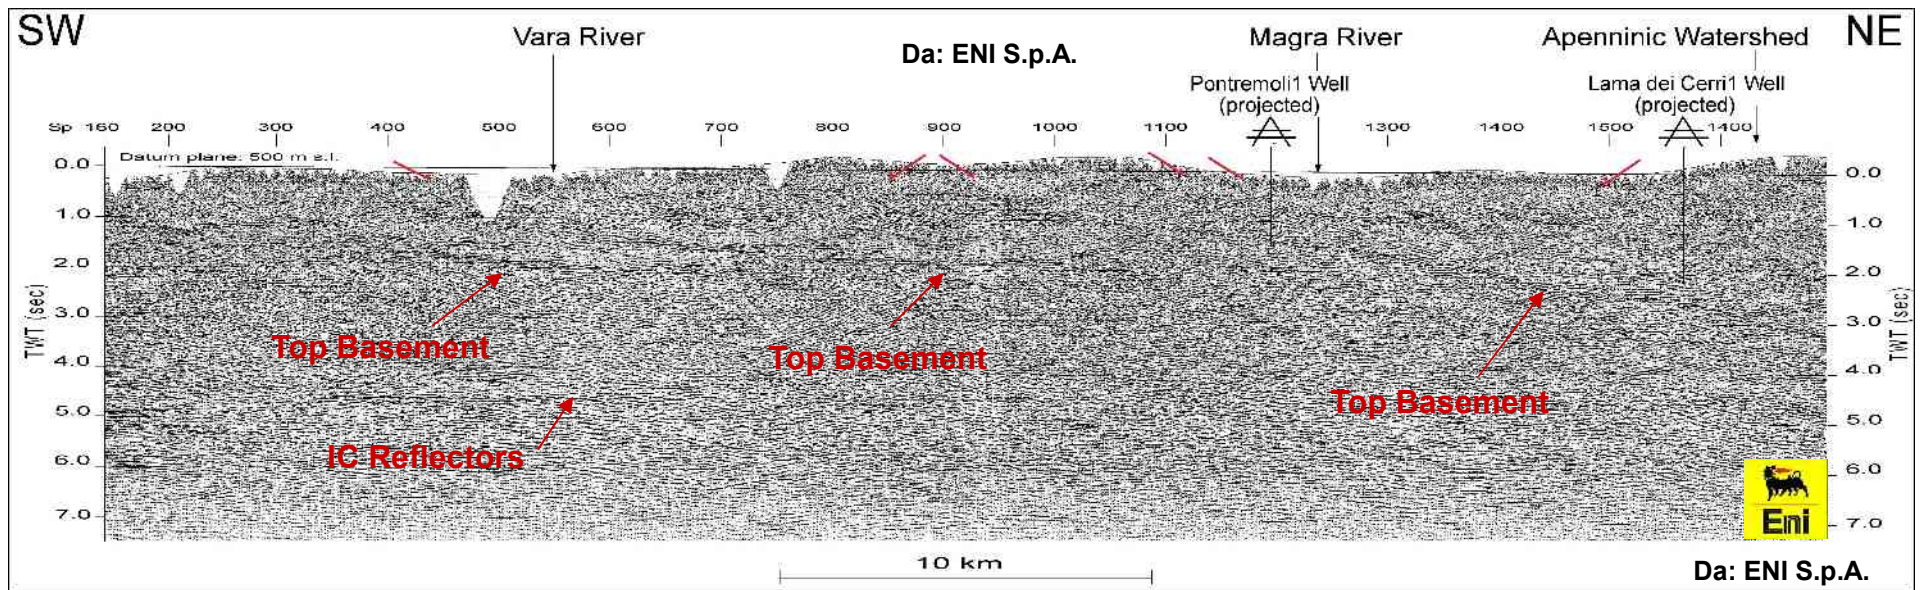 SW
NE
Vara River
Da: ENI S.p.A.
Magra River
Apenninic Watershed
Pontremoli1 Well
(projected)
Lama dei Cerri1 Well
(projected)
Sp 160 200 300 400 500 600 700 800 900 1000 1100 1300 1400 1500 1400
Datum plane: 500 m s.l.
0.0
1.0
2.0
3.0
4.0
5.0
6.0
7.0
TWT (sec)
0.0
1.0
2.0
3.0
4.0
5.0
6.0
7.0
TWT (sec)
Top Basement
Top Basement
Top Basement
IC Reflectors
Eni
10 km
Da: ENI S.p.A.